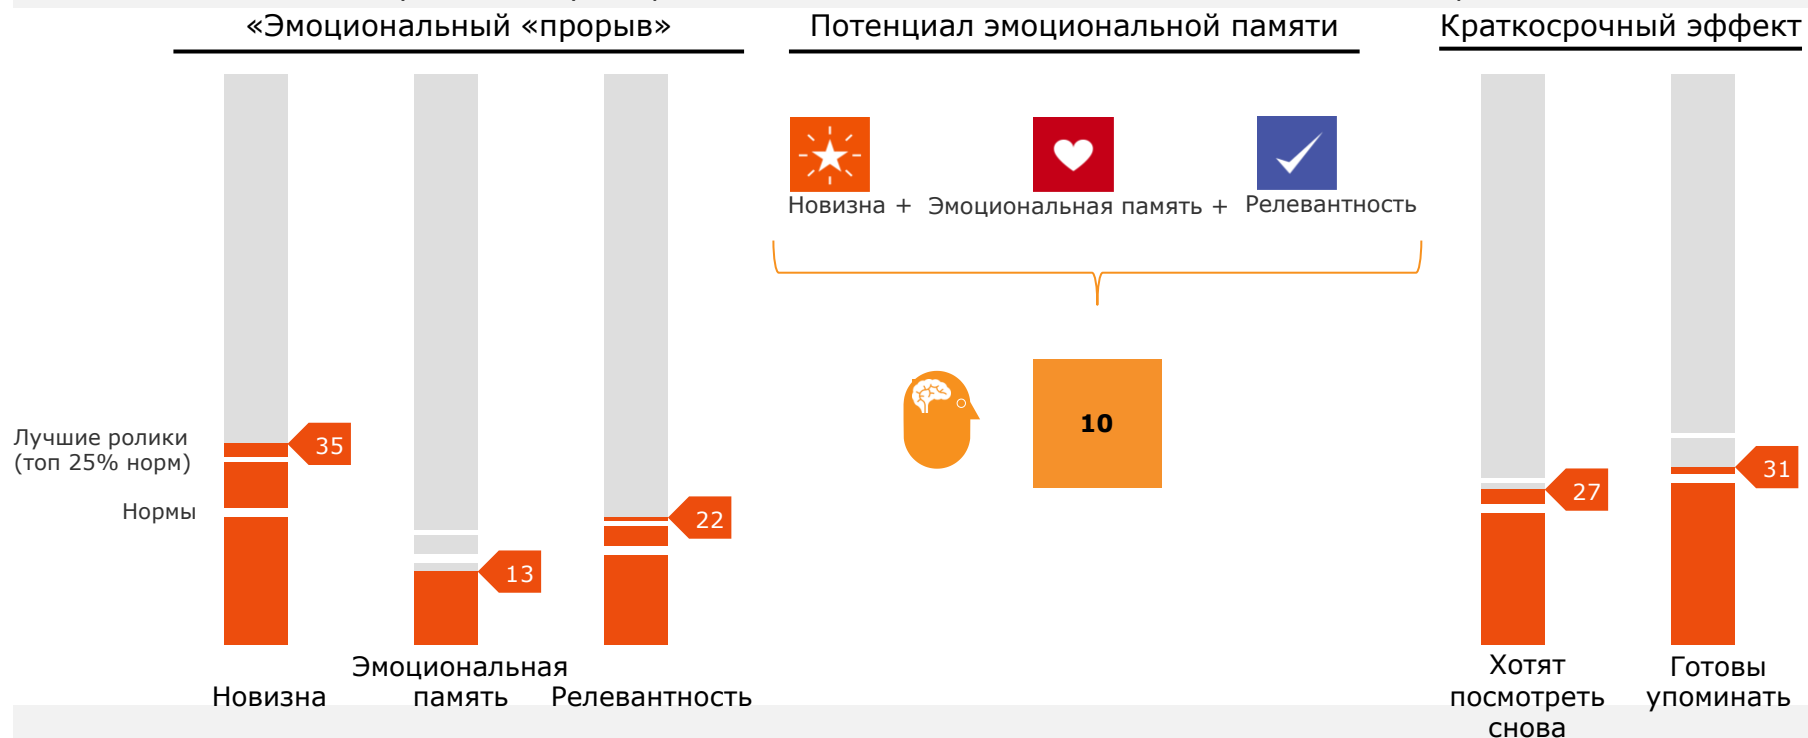 «Эмоциональный «прорыв»
Потенциал эмоциональной памяти
Краткосрочный эффект
Новизна + Эмоциональная память + Релевантность
10
Лучшие ролики
(топ 25% норм)
Нормы
35
13
22
27
31
Новизна
Эмоциональная
память
Релевантность
Хотят
посмотреть
снова
Готовы
упоминать